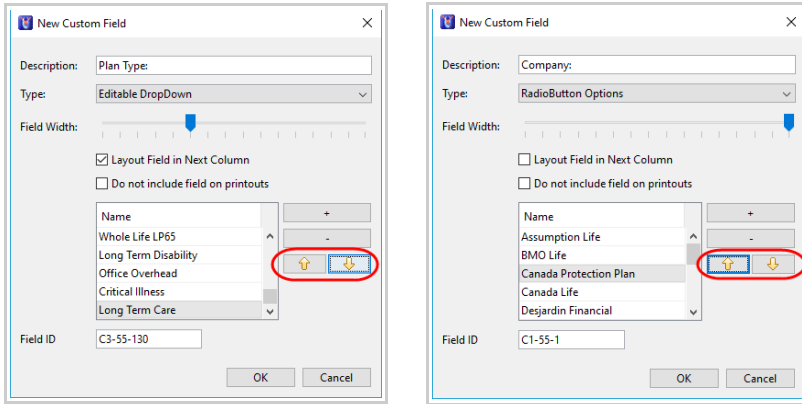 New Custom Field
Description: Plan Type:
Type: Editable DropDown
Field Width:
Layout Field in Next Column
Do not include field on printouts
Name
+
Whole Life LP65
-
Long Term Disability
Office Overhead
Critical Illness
Long Term Care
Field ID C3-55-130
OK Cancel
New Custom Field
Description: Company:
Type: RadioButton Options
Field Width:
Layout Field in Next Column
Do not include field on printouts
Name
+
Assumption Life
-
BMO Life
Canada Protection Plan
Canada Life
Desjardin Financial
Field ID C1-55-1
OK Cancel